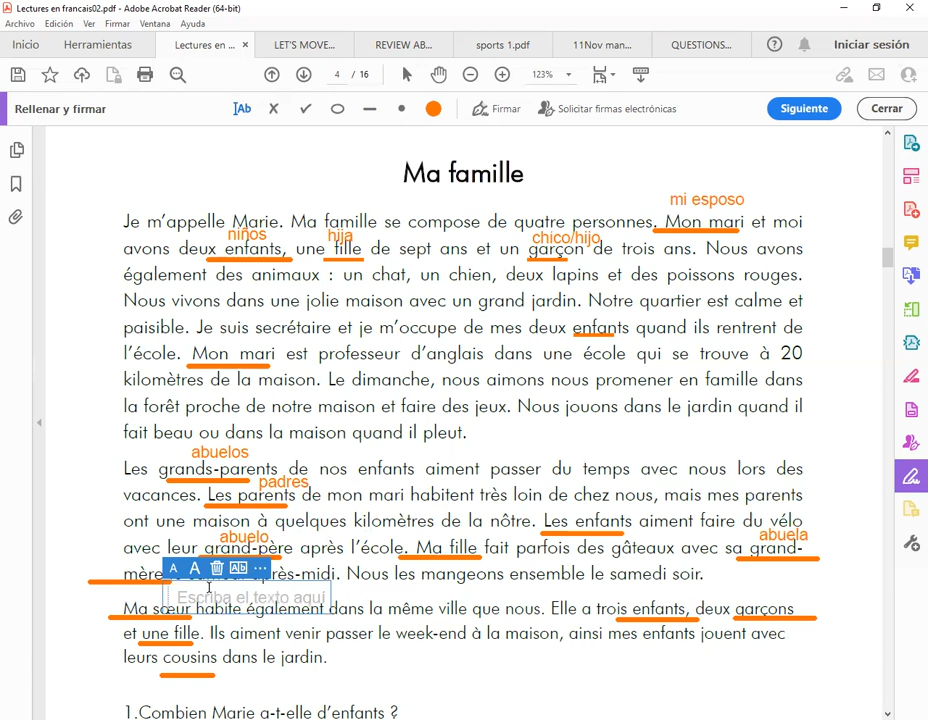 Lectures en francais02.pdf - Adobe Acrobat Reader (64-bit)
Archivo Edición Ver Firmar Ventana Ayuda
Inicio Herramientas Lectures en ... × LET'S MOVE... REVIEW AB... sports 1.pdf 11Nov man... QUESTIONS... Iniciar sesión
4 / 16 123%
Rellenar y firmar Ab Firmar Solicitar firmas electrónicas Siguiente Cerrar
Ma famille
mi esposo
Je m'appelle Marie. Ma famille se compose de quatre personnes. Mon mari et moi
niños hija chico/hijo
avons deux enfants, une fille de sept ans et un garçon de trois ans. Nous avons
également des animaux : un chat, un chien, deux lapins et des poissons rouges.
Nous vivons dans une jolie maison avec un grand jardin. Notre quartier est calme et
paisible. Je suis secrétaire et je m'occupe de mes deux enfants quand ils rentrent de
l'école. Mon mari est professeur d'anglais dans une école qui se trouve à 20
kilomètres de la maison. Le dimanche, nous aimons nous promener en famille dans
la forêt proche de notre maison et faire des jeux. Nous jouons dans le jardin quand il
fait beau ou dans la maison quand il pleut.
abuelos
Les grands-parents de nos enfants aiment passer du temps avec nous lors des
padres
vacances. Les parents de mon mari habitent très loin de chez nous, mais mes parents
ont une maison à quelques kilomètres de la nôtre. Les enfants aiment faire du vélo
abuelo abuela
avec leur grand-père après l'école. Ma fille fait parfois des gâteaux avec sa grand-
A A Ab
mère après-midi. Nous les mangeons ensemble le samedi soir.
Escriba el texto aquí
Ma sœur habite également dans la même ville que nous. Elle a trois enfants, deux garçons
et une fille. Ils aiment venir passer le week-end à la maison, ainsi mes enfants jouent avec
leurs cousins dans le jardin.
1.Combien Marie a-t-elle d'enfants ?